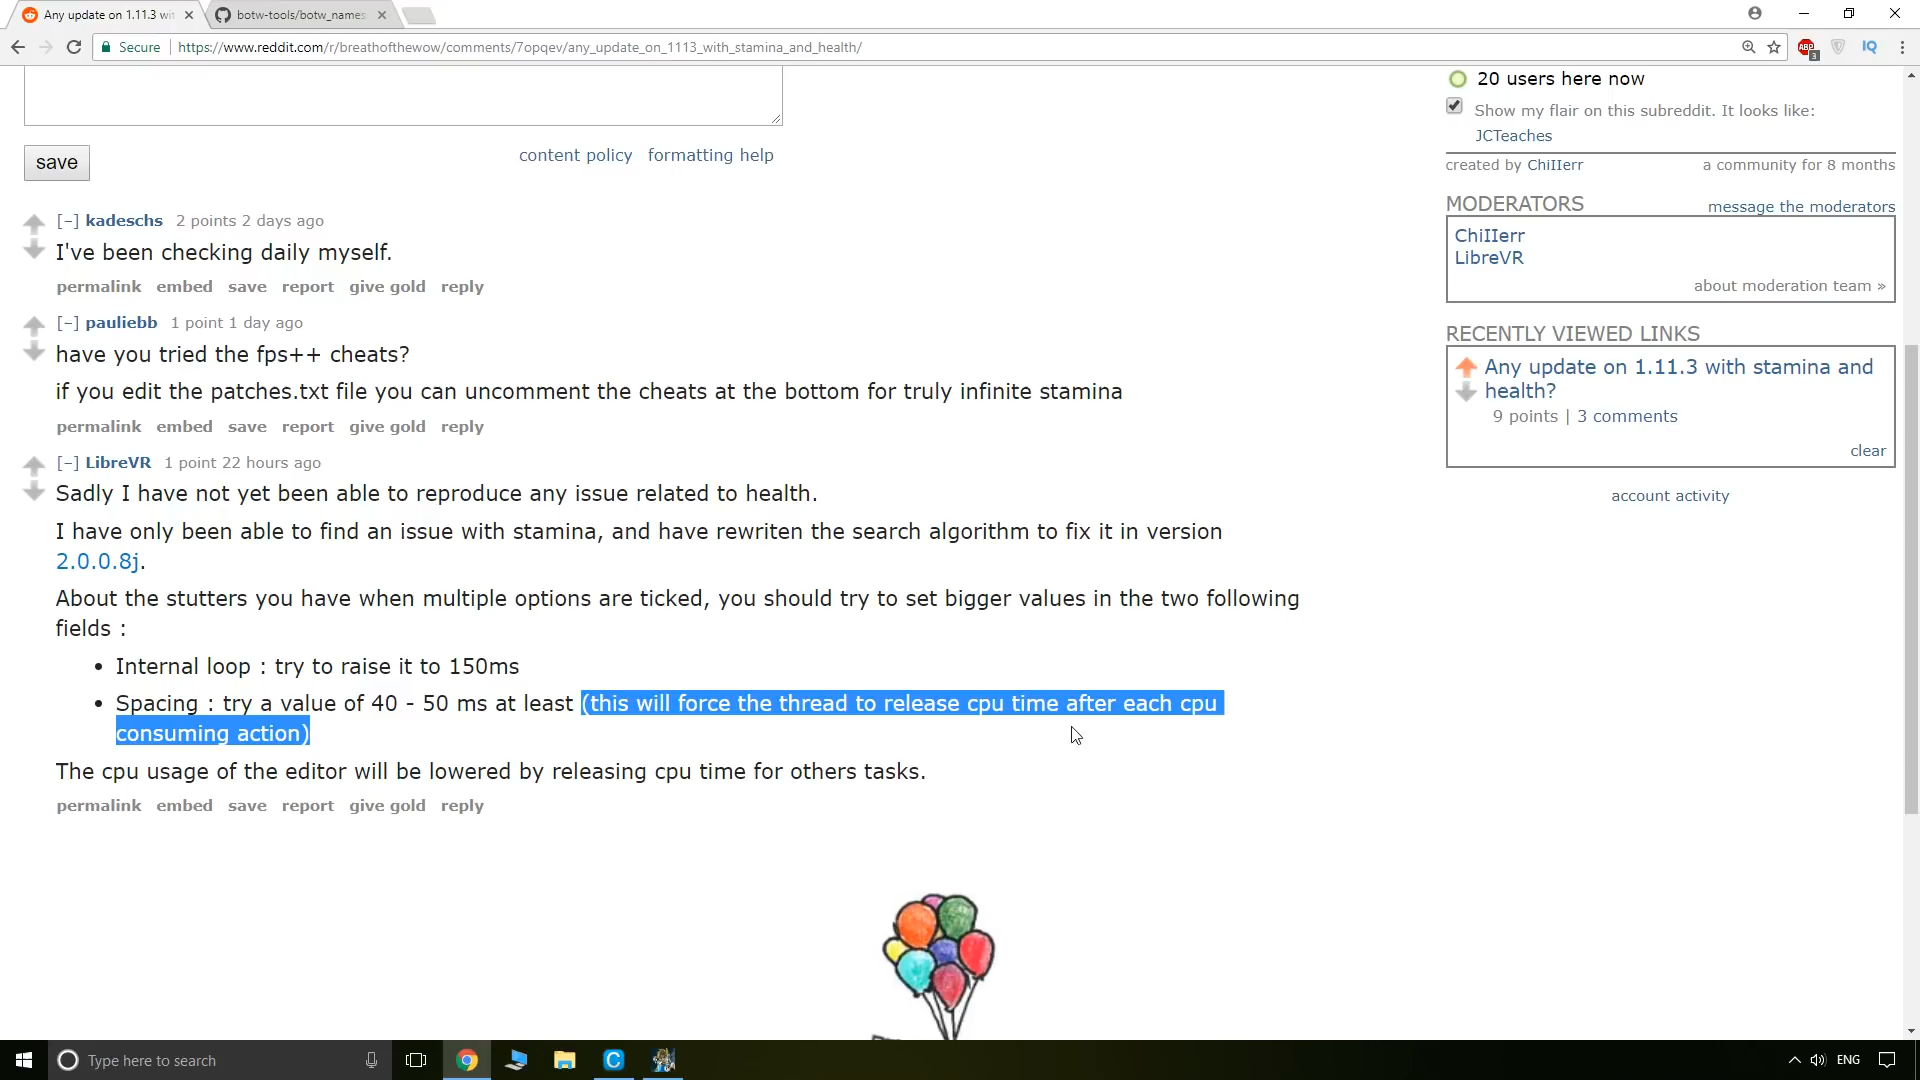 Any update on 1.11.3 wit
botw-tools/botw_names
Secure
https://www.reddit.com/r/breathofthewow/comments/7opqev/any_update_on_1113_with_stamina_and_health/
ABP
3
IQ
save
content policy formatting help
[–] kadeschs 2 points 2 days ago
I've been checking daily myself.
permalink embed save report give gold reply
[–] pauliebb 1 point 1 day ago
have you tried the fps++ cheats?
if you edit the patches.txt file you can uncomment the cheats at the bottom for truly infinite stamina
permalink embed save report give gold reply
[–] LibreVR 1 point 22 hours ago
Sadly I have not yet been able to reproduce any issue related to health.
I have only been able to find an issue with stamina, and have rewriten the search algorithm to fix it in version
2.0.0.8j.
About the stutters you have when multiple options are ticked, you should try to set bigger values in the two following
fields :
• Internal loop : try to raise it to 150ms
• Spacing : try a value of 40 - 50 ms at least (this will force the thread to release cpu time after each cpu
consuming action)
The cpu usage of the editor will be lowered by releasing cpu time for others tasks.
permalink embed save report give gold reply
20 users here now
Show my flair on this subreddit. It looks like:
JCTeaches
created by ChiIIerr a community for 8 months
MODERATORS message the moderators
ChiIIerr
LibreVR
about moderation team »
RECENTLY VIEWED LINKS
Any update on 1.11.3 with stamina and
health?
9 points | 3 comments
clear
account activity
Type here to search
C
ENG